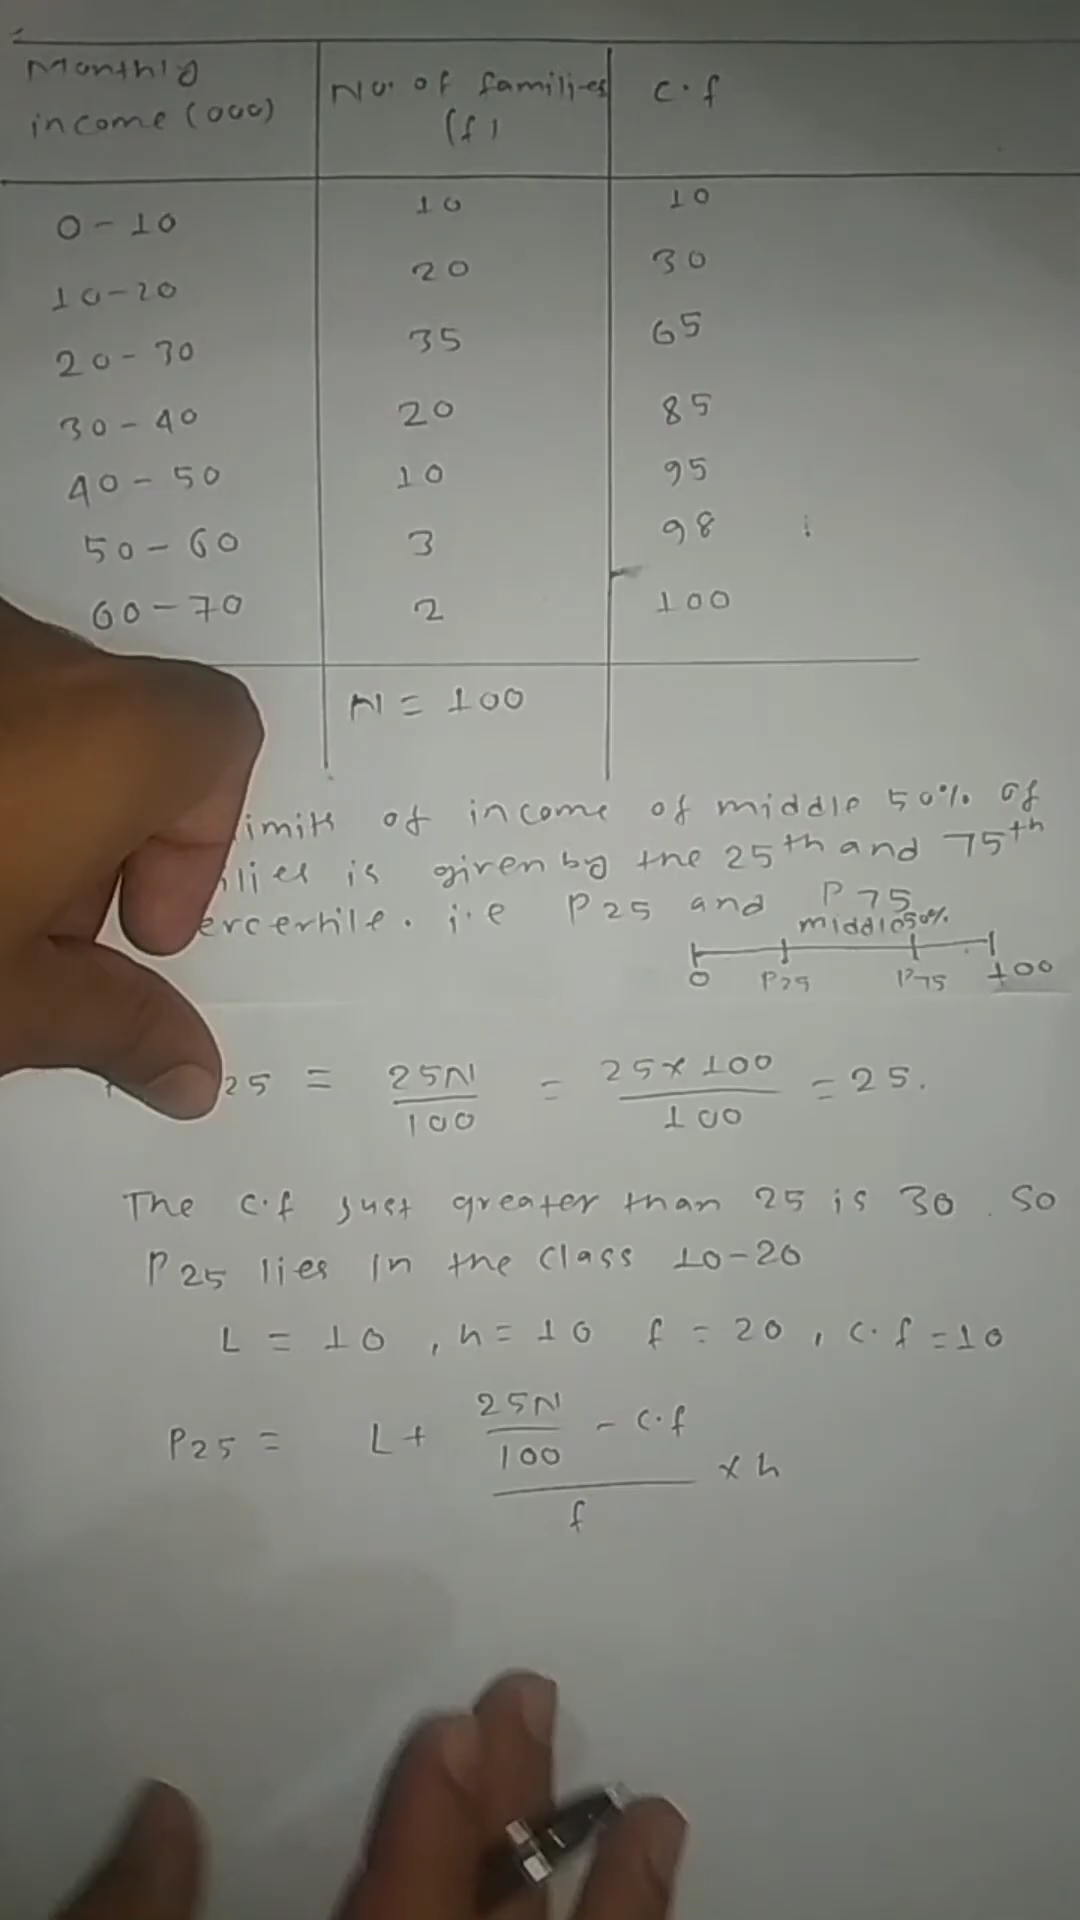 Monthly No. of families c.f
income (000) (f)
0-10 10 10
10-20 20 30
20-30 35 65
30-40 20 85
40-50 10 95
50-60 3 98
60-70 2 100
N = 100
imits of income of middle 50% of
lies is given by the 25th and 75th
ercentile. i.e P25 and P75
middle 50%
0 P25 P75 100
25 = 25N/100 = 25×100/100 = 25.
The c.f just greater than 25 is 30. So
P25 lies in the class 10-20
L = 10, h = 10 f = 20, c.f = 10
P25 = L + (25N/100 - c.f)/f × h